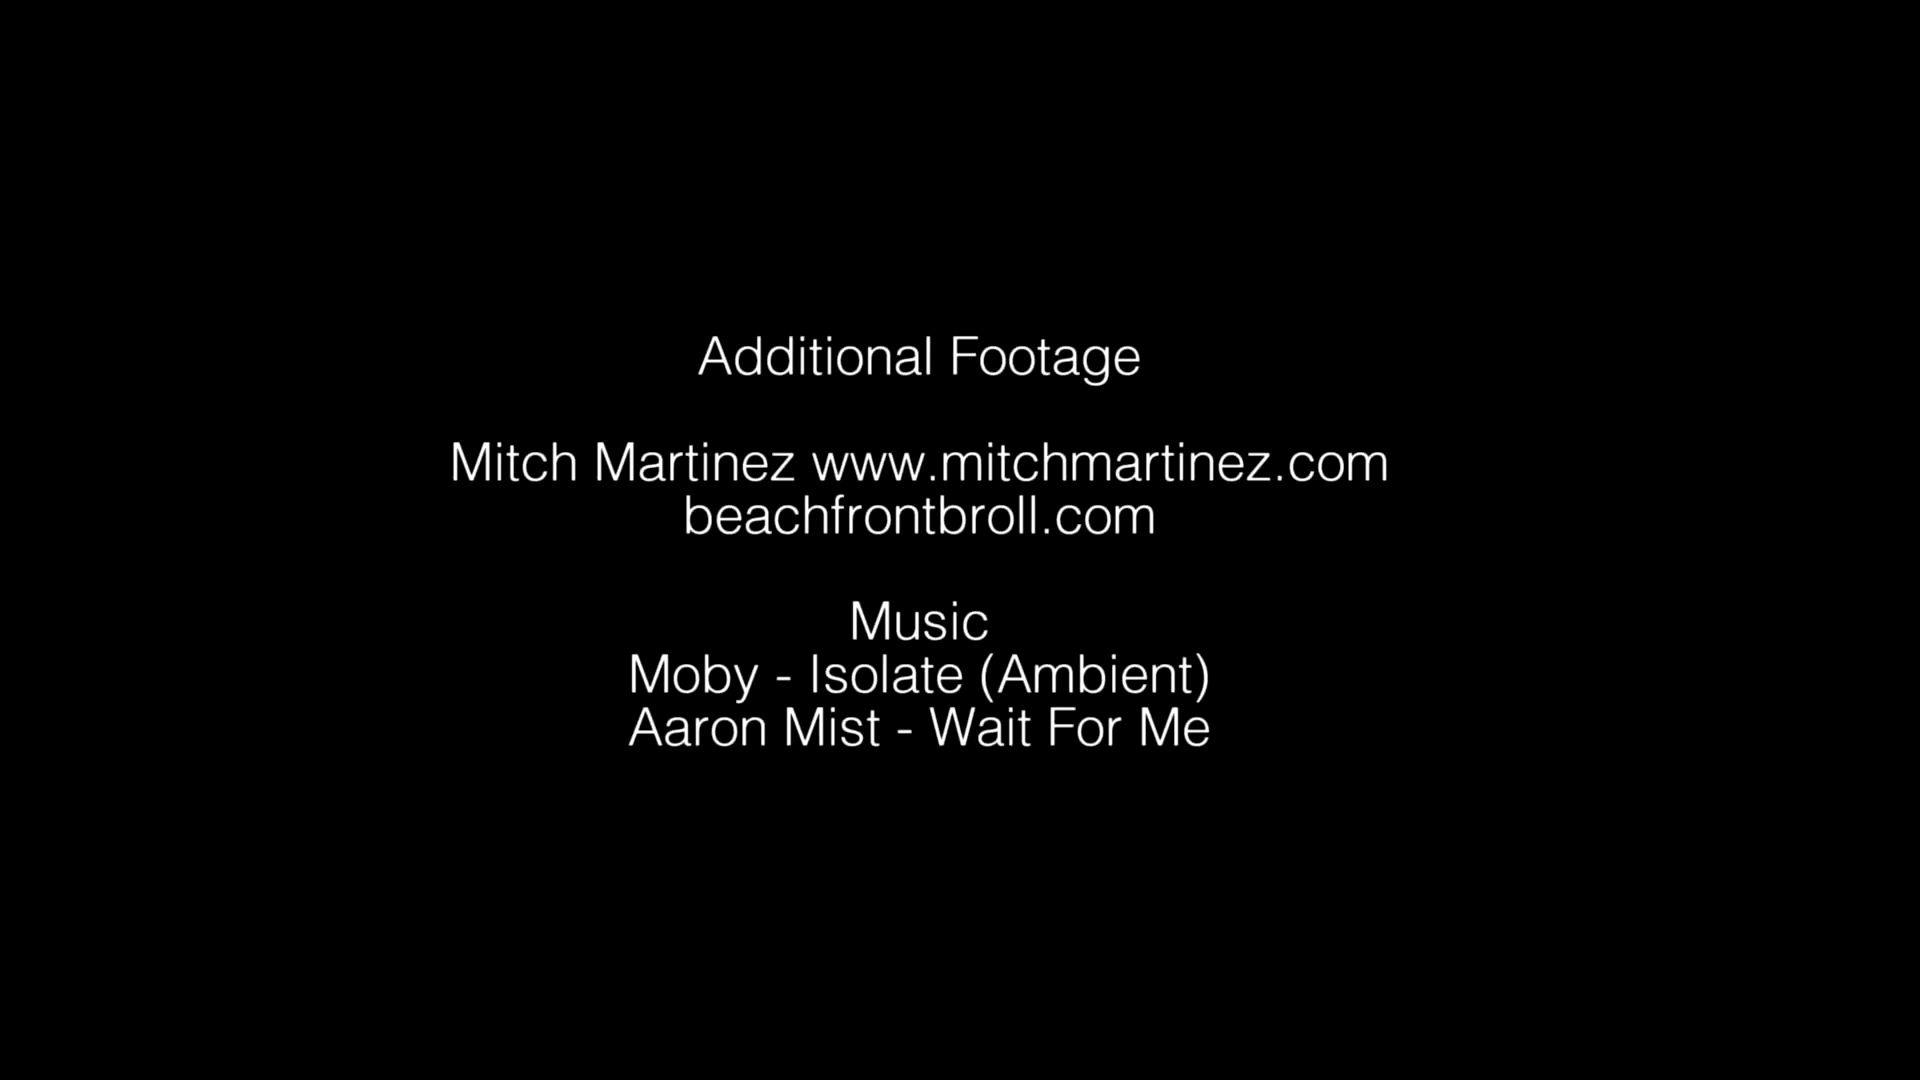 Additional Footage
Mitch Martinez www.mitchmartinez.com
beachfrontbroll.com
Music
Moby - Isolate (Ambient)
Aaron Mist - Wait For Me